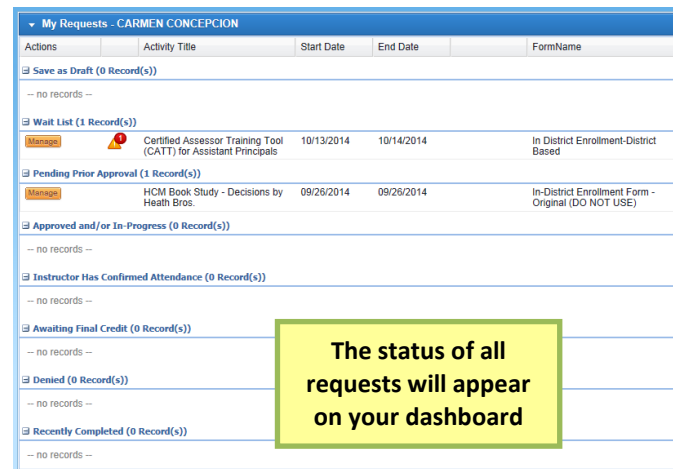 My Requests - CARMEN CONCEPCION
Actions Activity Title Start Date End Date FormName
Save as Draft (0 Record(s))
-- no records --
Wait List (1 Record(s))
Manage 1 Certified Assessor Training Tool 10/13/2014 10/14/2014 In District Enrollment-District
(CATT) for Assistant Principals Based
Pending Prior Approval (1 Record(s))
Manage HCM Book Study - Decisions by 09/26/2014 09/26/2014 In-District Enrollment Form -
Heath Bros. Original (DO NOT USE)
Approved and/or In-Progress (0 Record(s))
-- no records --
Instructor Has Confirmed Attendance (0 Record(s))
-- no records --
Awaiting Final Credit (0 Record(s))
-- no records --
Denied (0 Record(s))
-- no records --
Recently Completed (0 Record(s))
-- no records --
The status of all
requests will appear
on your dashboard